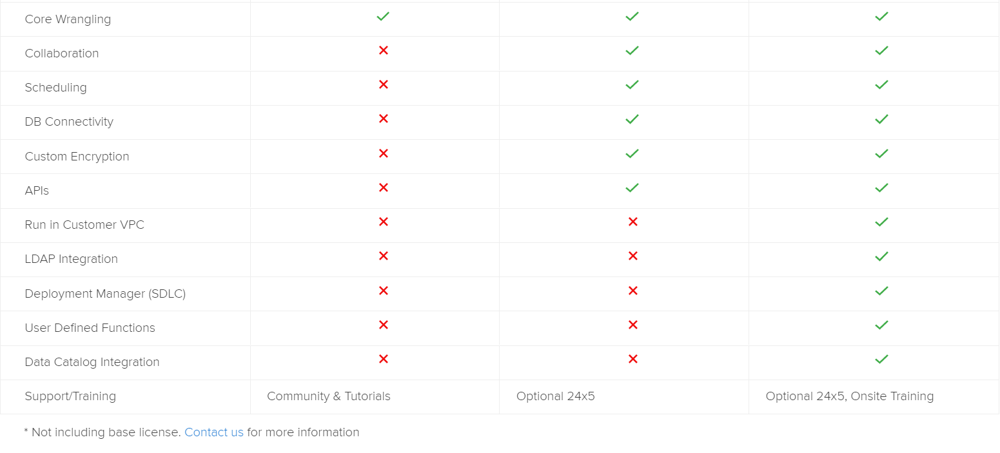 Core Wrangling
Collaboration
Scheduling
DB Connectivity
Custom Encryption
APIs
Run in Customer VPC
LDAP Integration
Deployment Manager (SDLC)
User Defined Functions
Data Catalog Integration
Support/Training Community & Tutorials Optional 24x5 Optional 24x5, Onsite Training
* Not including base license. Contact us for more information